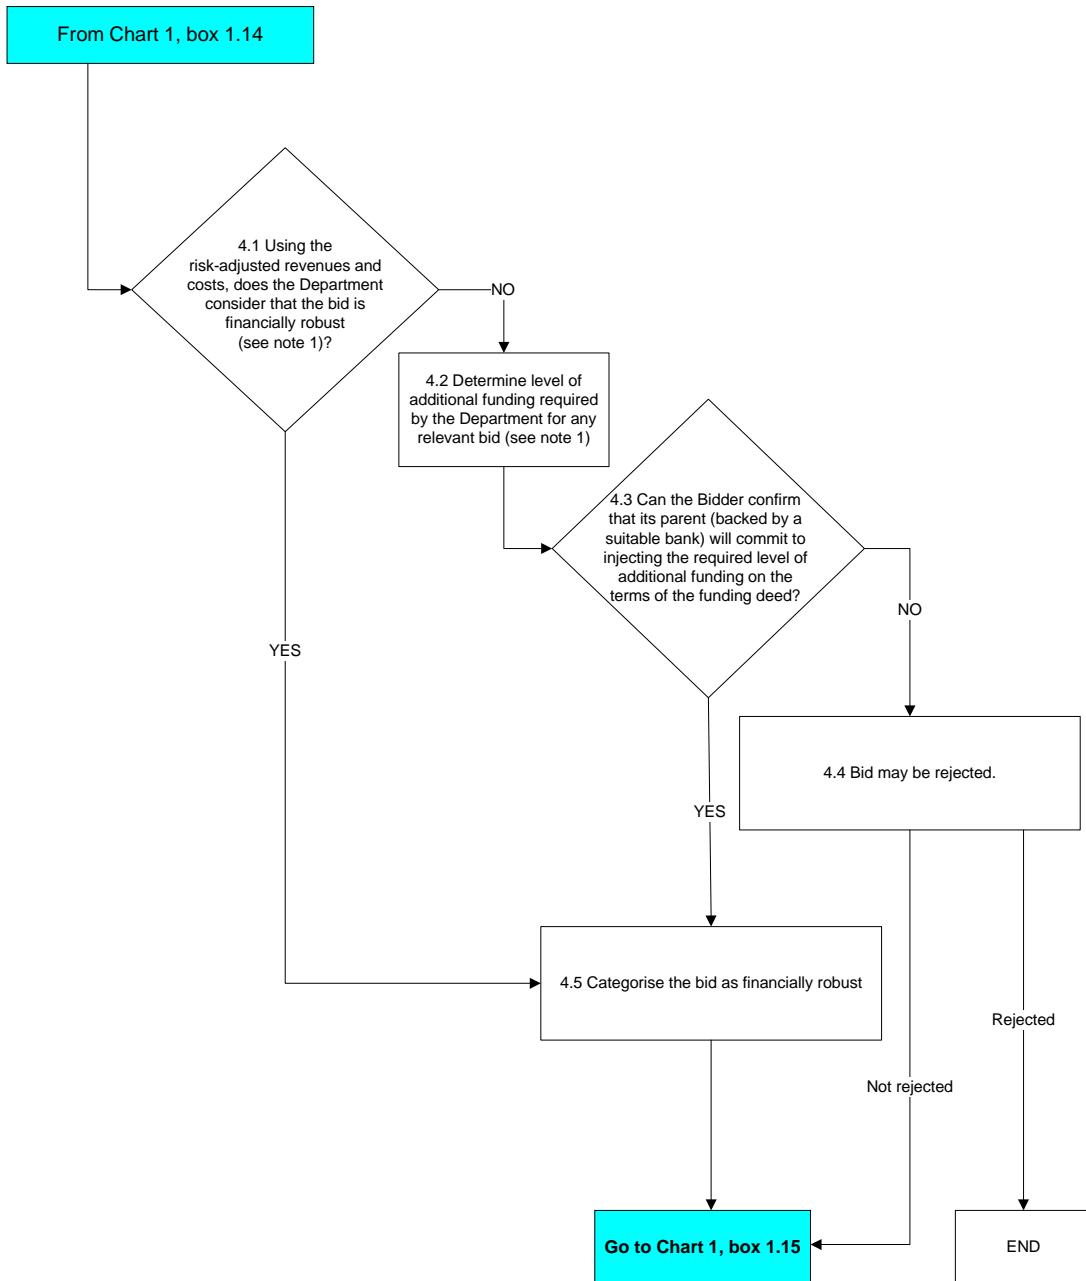 From Chart 1, box 1.14
4.1 Using the
risk-adjusted revenues and
costs, does the Department
consider that the bid is
financially robust
(see note 1)?
NO
4.2 Determine level of
additional funding required
by the Department for any
relevant bid (see note 1)
4.3 Can the Bidder confirm
that its parent (backed by a
suitable bank) will commit to
injecting the required level of
additional funding on the
terms of the funding deed?
NO
YES
4.4 Bid may be rejected.
YES
4.5 Categorise the bid as financially robust
Rejected
Not rejected
Go to Chart 1, box 1.15
END